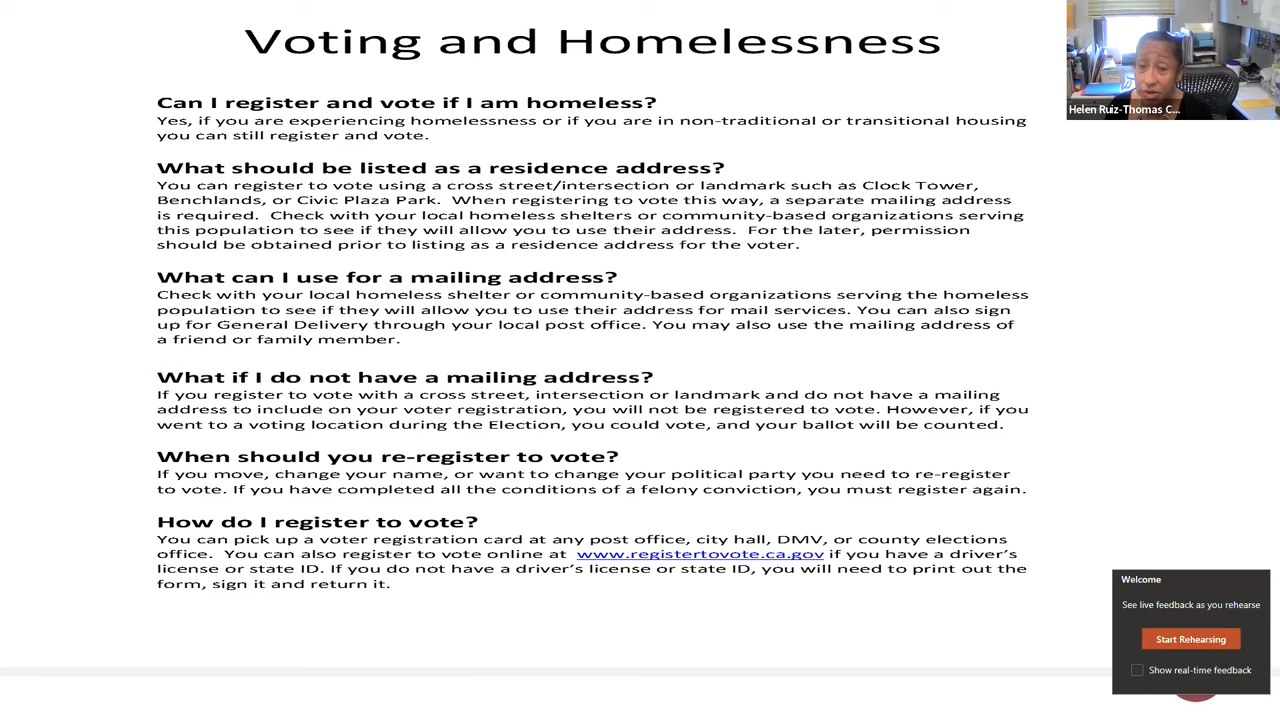 Voting and Homelessness
Can I register and vote if I am homeless?
Yes, if you are experiencing homelessness or if you are in non-traditional or transitional housing
you can still register and vote.
What should be listed as a residence address?
You can register to vote using a cross street/intersection or landmark such as Clock Tower,
Benchlands, or Civic Plaza Park.  When registering to vote this way, a separate mailing address
is required.  Check with your local homeless shelters or community-based organizations serving
this population to see if they will allow you to use their address.  For the later, permission
should be obtained prior to listing as a residence address for the voter.
What can I use for a mailing address?
Check with your local homeless shelter or community-based organizations serving the homeless
population to see if they will allow you to use their address for mail services. You can also sign
up for General Delivery through your local post office. You may also use the mailing address of
a friend or family member.
What if I do not have a mailing address?
If you register to vote with a cross street, intersection or landmark and do not have a mailing
address to include on your voter registration, you will not be registered to vote. However, if you
went to a voting location during the Election, you could vote, and your ballot will be counted.
When should you re-register to vote?
If you move, change your name, or want to change your political party you need to re-register
to vote. If you have completed all the conditions of a felony conviction, you must register again.
How do I register to vote?
You can pick up a voter registration card at any post office, city hall, DMV, or county elections
office.  You can also register to vote online at  www.registertovote.ca.gov if you have a driver’s
license or state ID. If you do not have a driver’s license or state ID, you will need to print out the
form, sign it and return it.
Helen Ruiz-Thomas C...
Welcome
See live feedback as you rehearse
Start Rehearsing
Show real-time feedback